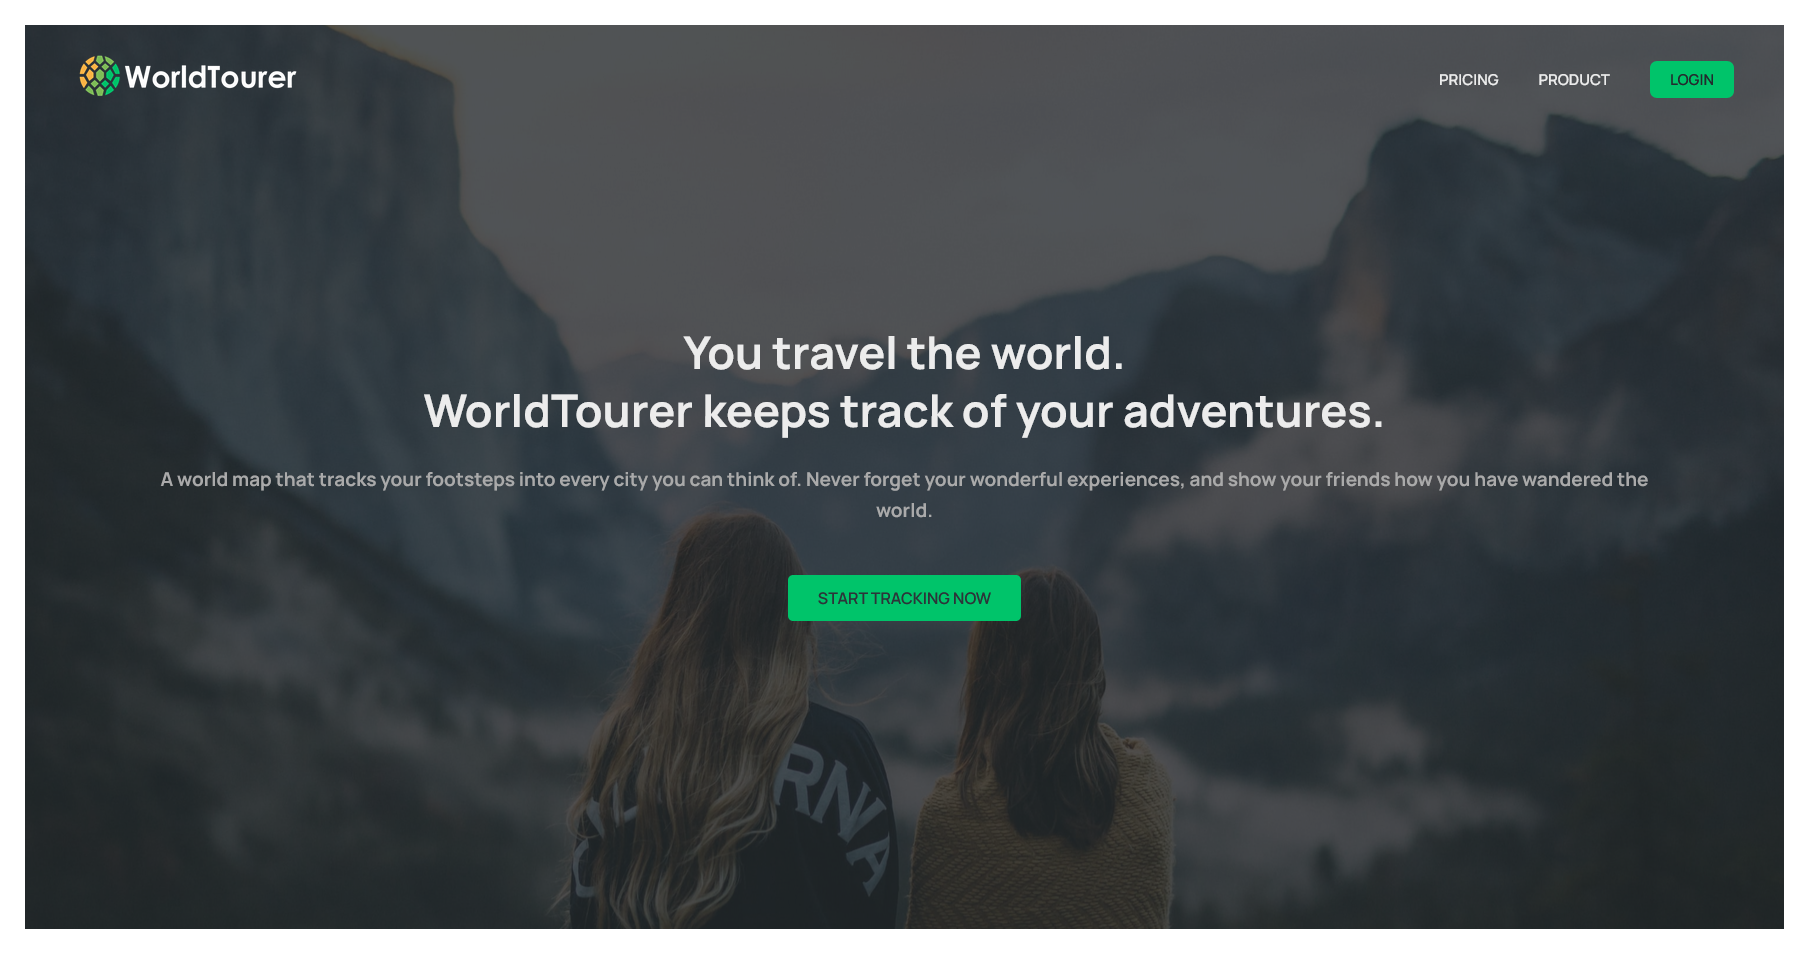 WorldTourer
PRICING
PRODUCT
LOGIN
You travel the world.
WorldTourer keeps track of your adventures.
A world map that tracks your footsteps into every city you can think of. Never forget your wonderful experiences, and show your friends how you have wandered the
world.
START TRACKING NOW
RNIA